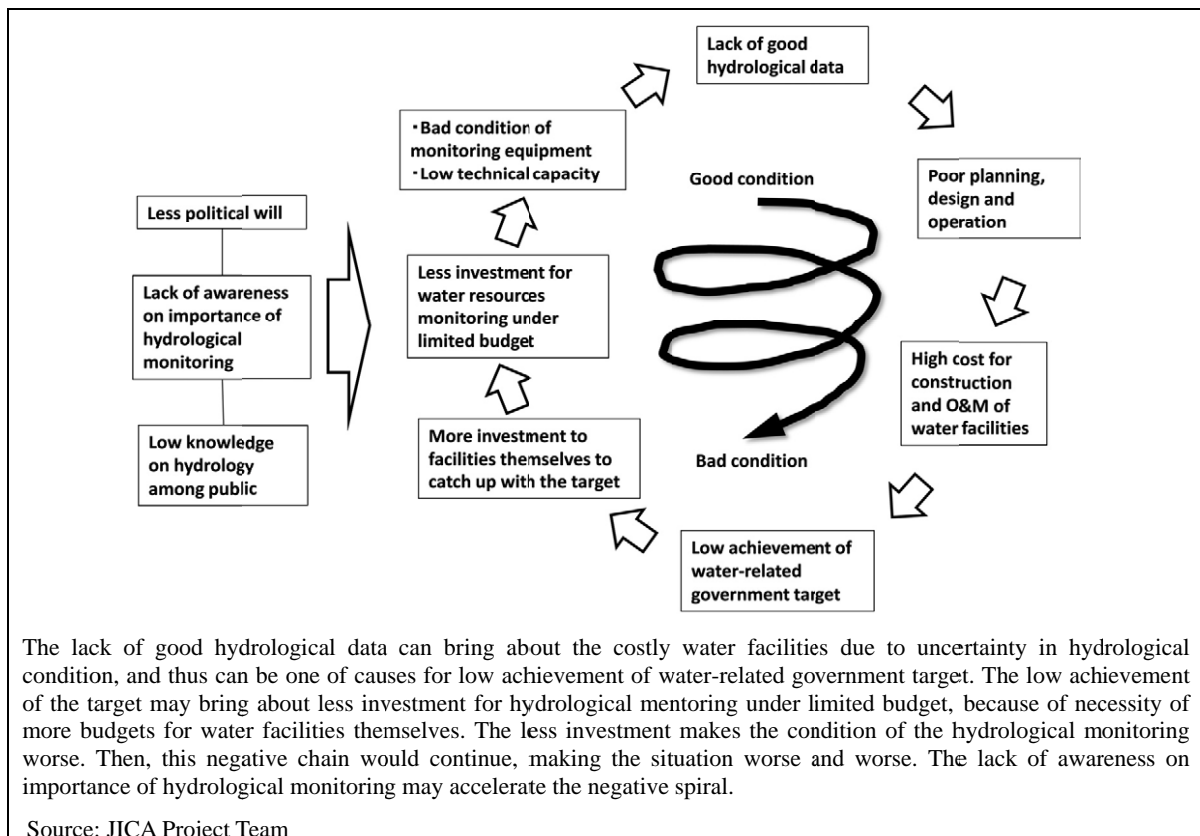 Lack of good
hydrological data
・Bad condition of
monitoring equipment
・Low technical capacity
Good condition
Poor planning,
design and
operation
Less political will
Lack of awareness
on importance of
hydrological
monitoring
Less investment for
water resources
monitoring under
limited budget
High cost for
construction
and O&M of
water facilities
Low knowledge
on hydrology
among public
More investment to
facilities themselves to
catch up with the target
Bad condition
Low achievement of
water-related
government target
The lack of good hydrological data can bring about the costly water facilities due to uncertainty in hydrological
condition, and thus can be one of causes for low achievement of water-related government target. The low achievement
of the target may bring about less investment for hydrological mentoring under limited budget, because of necessity of
more budgets for water facilities themselves. The less investment makes the condition of the hydrological monitoring
worse. Then, this negative chain would continue, making the situation worse and worse. The lack of awareness on
importance of hydrological monitoring may accelerate the negative spiral.
Source: JICA Project Team